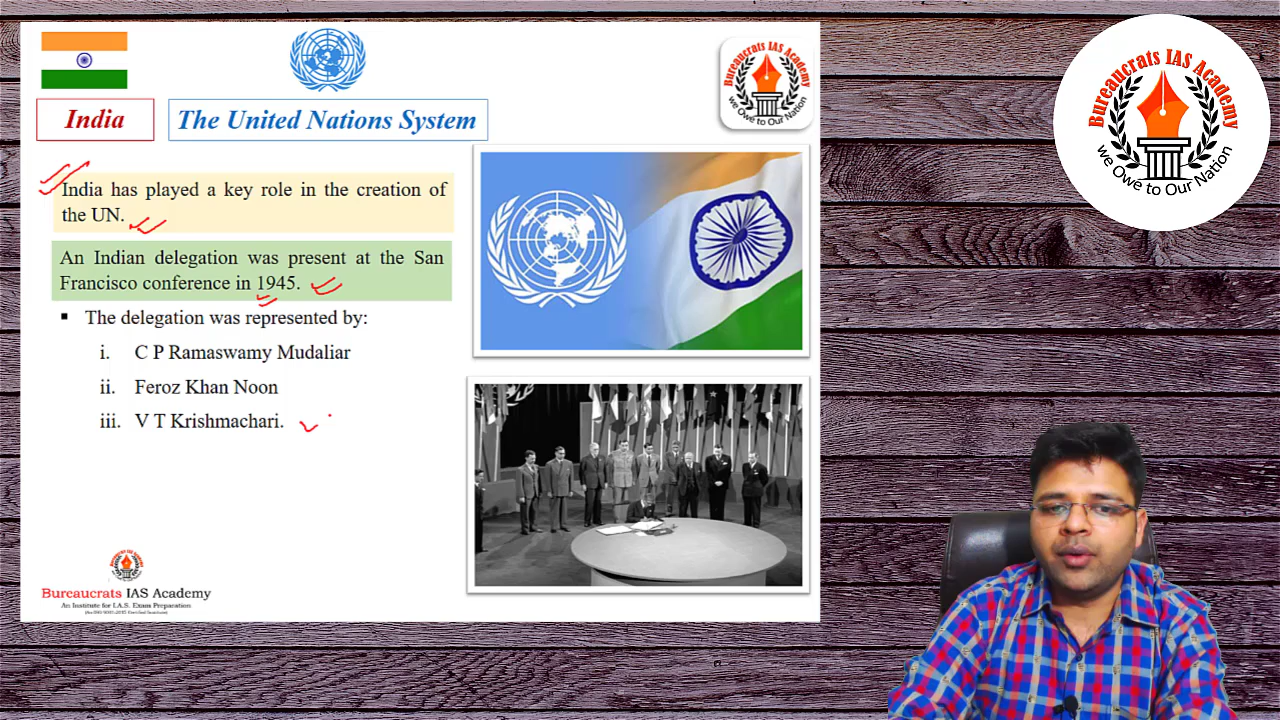 Bureaucrats IAS Academy
We Owe to Our Nation
Bureaucrats IAS Academy
we Owe to Our Nation
India
The United Nations System
India has played a key role in the creation of
the UN.
An Indian delegation was present at the San
Francisco conference in 1945.
▪ The delegation was represented by:
i. C P Ramaswamy Mudaliar
ii. Feroz Khan Noon
iii. V T Krishmachari.
Bureaucrats IAS Academy
An Institute for I.A.S. Exam Preparation